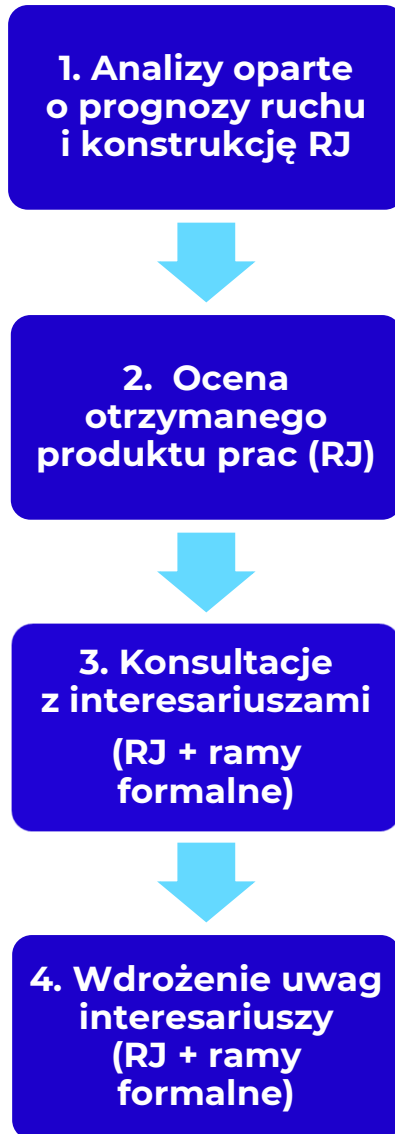 1. Analizy oparte
o prognozy ruchu
i konstrukcję RJ
2. Ocena
otrzymanego
produktu prac (RJ)
3. Konsultacje
z interesariuszami
(RJ + ramy
formalne)
4. Wdrożenie uwag
interesariuszy
(RJ + ramy
formalne)